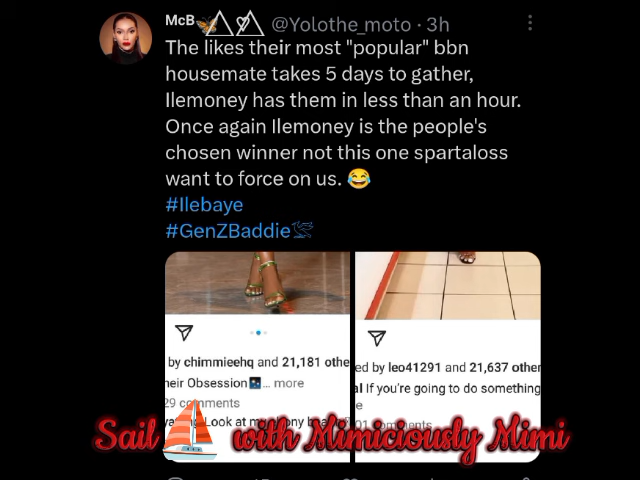 McB🦋⚠💡 @Yolothe_moto · 3h
The likes their most "popular" bbn
housemate takes 5 days to gather,
Ilemoney has them in less than an hour.
Once again Ilemoney is the people's
chosen winner not this one spartaloss
want to force on us. 😂
#Ilebaye
#GenZBaddie
by chimmieehq and 21,181 othe
heir Obsession ... more
29 comments
Look at m
ed by leo41291 and 21,637 other
al If you're going to do something
e
01 comments
Sail ⛵ with Mimiciously Mimi